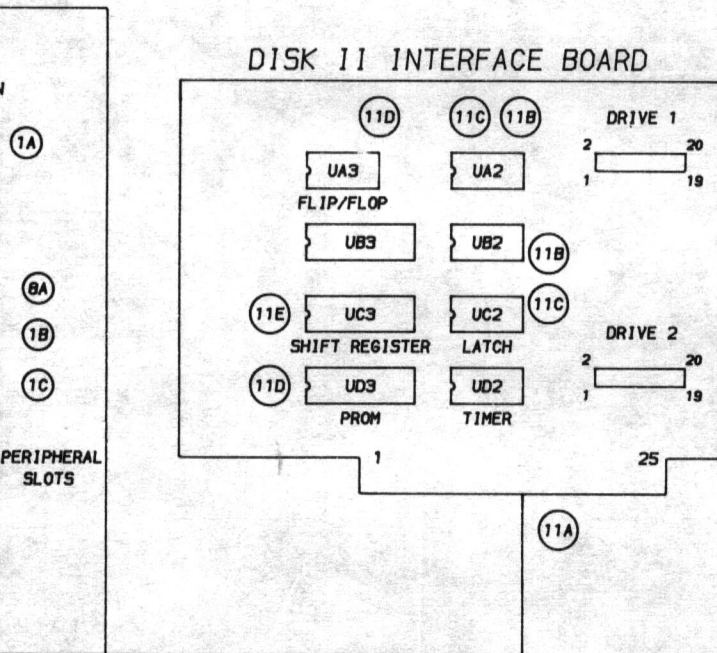 DISK II INTERFACE BOARD
N
1A
8A
1B
1C
PERIPHERAL
SLOTS
11D
11C
11B
DRIVE 1
2
20
1
19
UA3
FLIP/FLOP
UA2
UB3
UB2
11B
11E
UC3
SHIFT REGISTER
UC2
LATCH
11C
DRIVE 2
2
20
1
19
11D
UD3
PROM
UD2
TIMER
1
25
11A